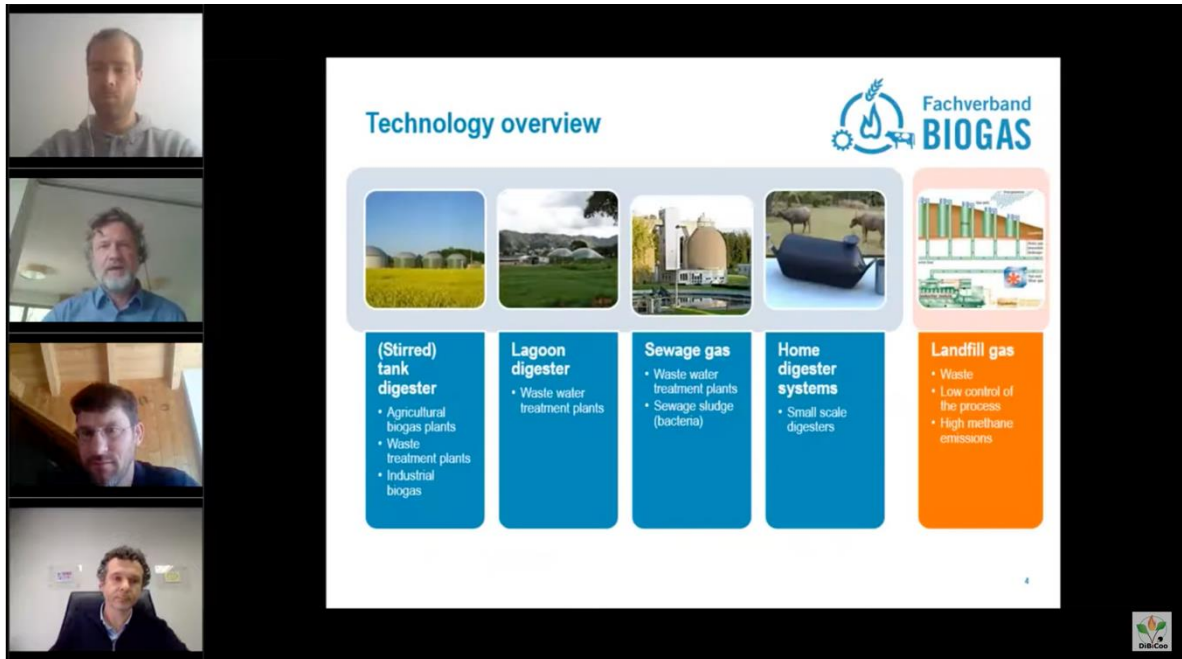 Technology overview
Fachverband
BIOGAS
(Stirred)
tank
digester
• Agricultural
biogas plants
• Waste
treatment plants
• Industrial
biogas
Lagoon
digester
• Waste water
treatment plants
Sewage gas
• Waste water
treatment plants
• Sewage sludge
(bacteria)
Home
digester
systems
• Small scale
digesters
Landfill gas
• Waste
• Low control of
the process
• High methane
emissions
4
DiBiCoo